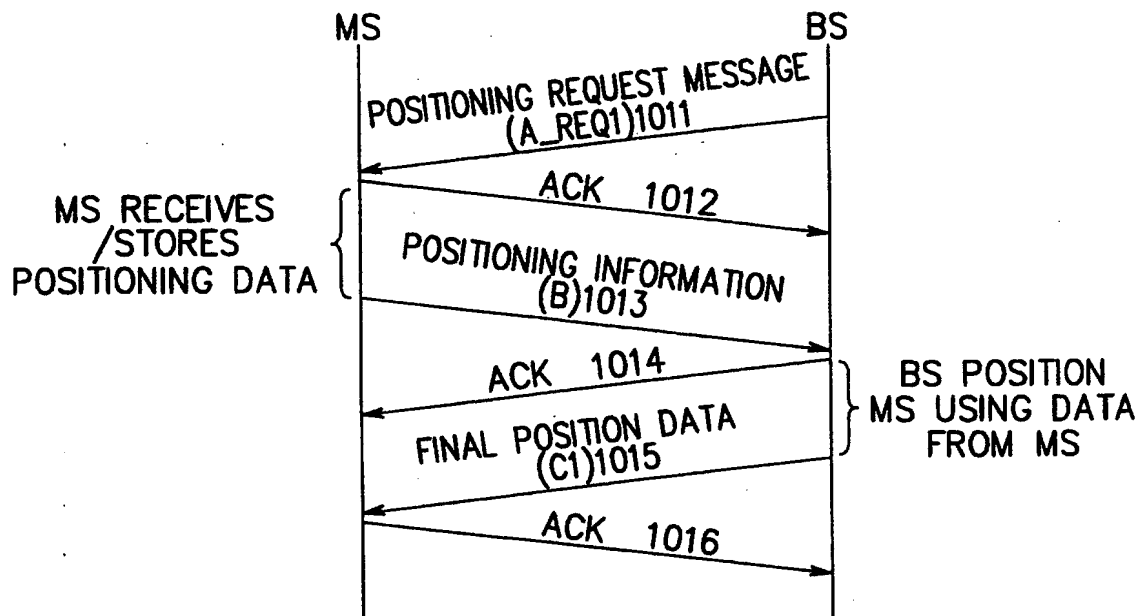 MS
BS
POSITIONING REQUEST MESSAGE
(A_REQ1)1011
ACK 1012
MS RECEIVES
/STORES
POSITIONING DATA
POSITIONING INFORMATION
(B)1013
ACK 1014
BS POSITION
MS USING DATA
FROM MS
FINAL POSITION DATA
(C1)1015
ACK 1016